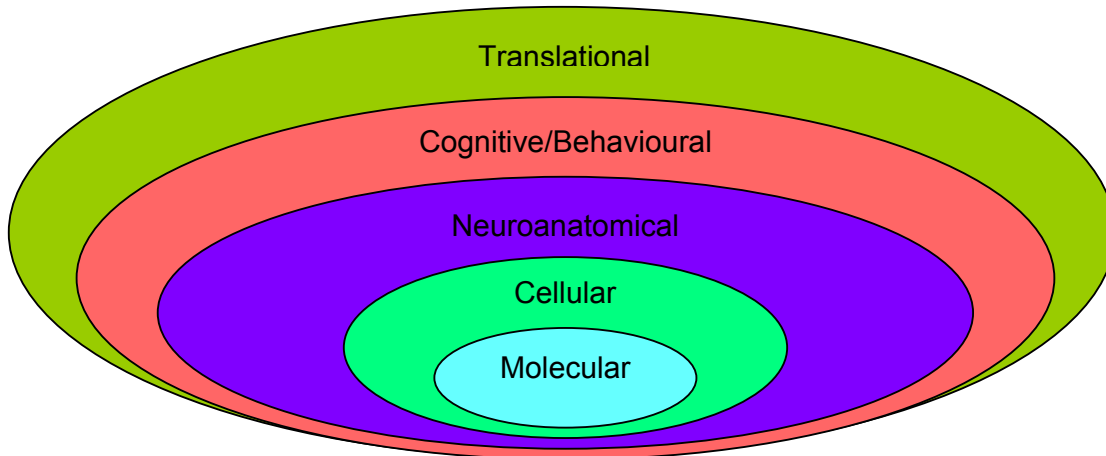 Translational
Cognitive/Behavioural
Neuroanatomical
Cellular
Molecular